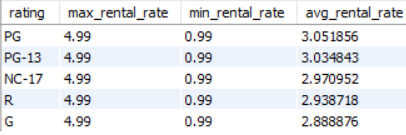 rating max_rental_rate min_rental_rate avg_rental_rate
PG 4.99 0.99 3.051856
PG-13 4.99 0.99 3.034843
NC-17 4.99 0.99 2.970952
R 4.99 0.99 2.938718
G 4.99 0.99 2.888876